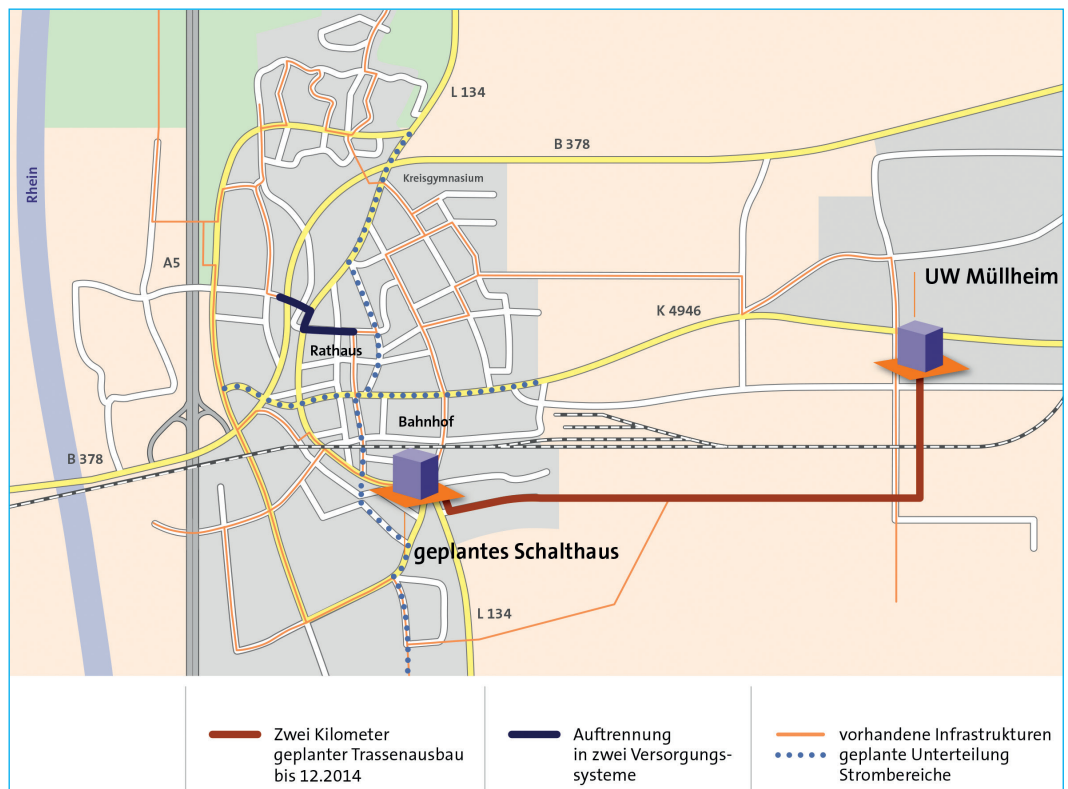 L 134
B 378
Kreisgymnasium
Rhein
A5
UW Müllheim
K 4946
Rathaus
Bahnhof
B 378
geplantes Schalthaus
L 134
Zwei Kilometer
geplanter Trassenausbau
bis 12.2014
Auftrennung
in zwei Versorgungs-
systeme
vorhandene Infrastrukturen
geplante Unterteilung
Strombereiche